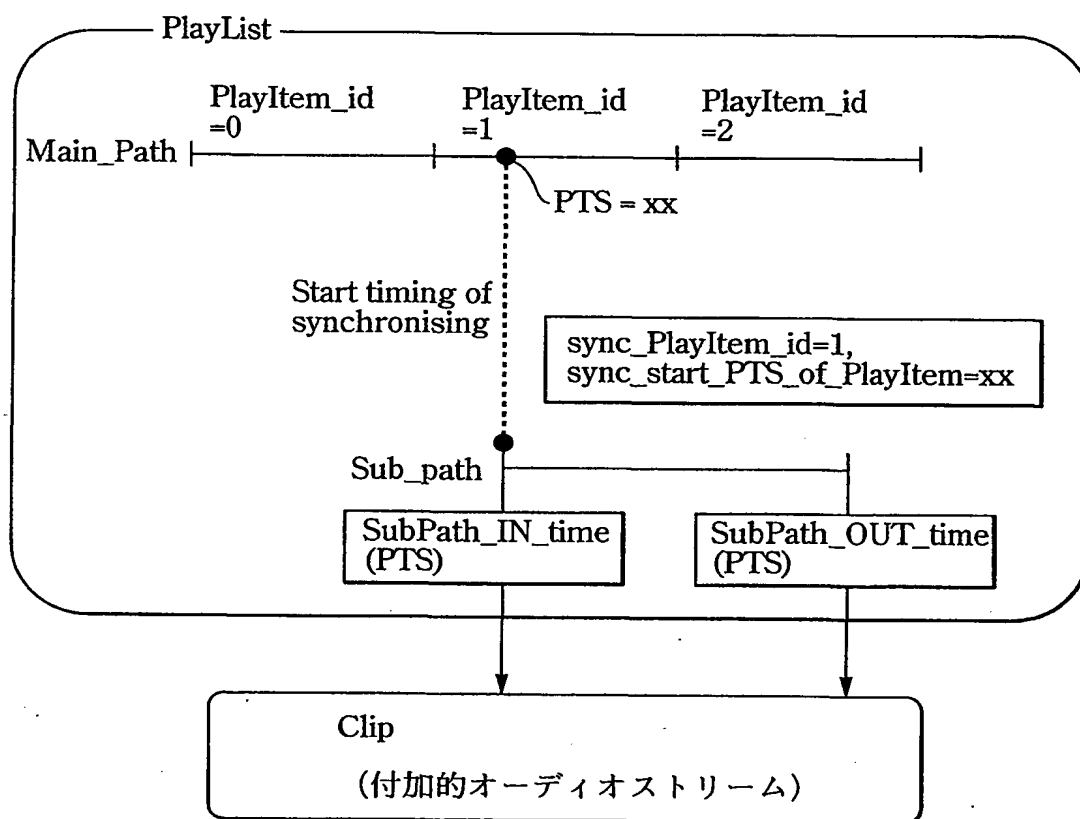 PlayList
PlayItem_id
=0
PlayItem_id
=1
PlayItem_id
=2
Main_Path
PTS = xx
Start timing of
synchronising
sync_PlayItem_id=1,
sync_start_PTS_of_PlayItem=xx
Sub_path
SubPath_IN_time
(PTS)
SubPath_OUT_time
(PTS)
Clip
(付加的オーディオストリーム)